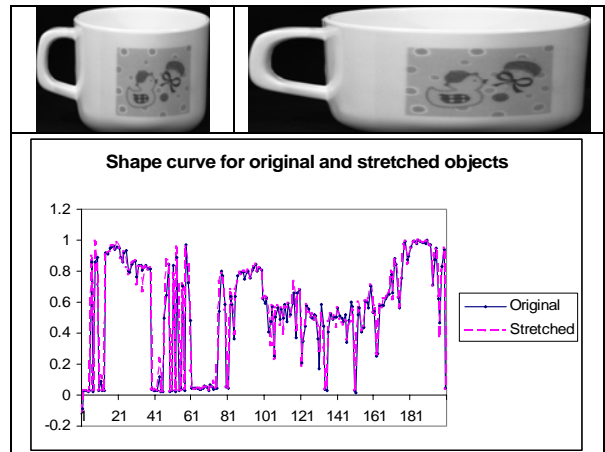 Shape curve for original and stretched objects
1.2
1
0.8
0.6
0.4
0.2
0
-0.2
1 21 41 61 81 101 121 141 161 181
Original
Stretched